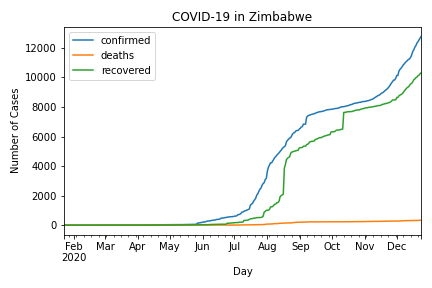 COVID-19 in Zimbabwe
confirmed
deaths
recovered
12000
10000
8000
6000
4000
2000
0
Number of Cases
Feb Mar Apr May Jun Jul Aug Sep Oct Nov Dec
2020
Day